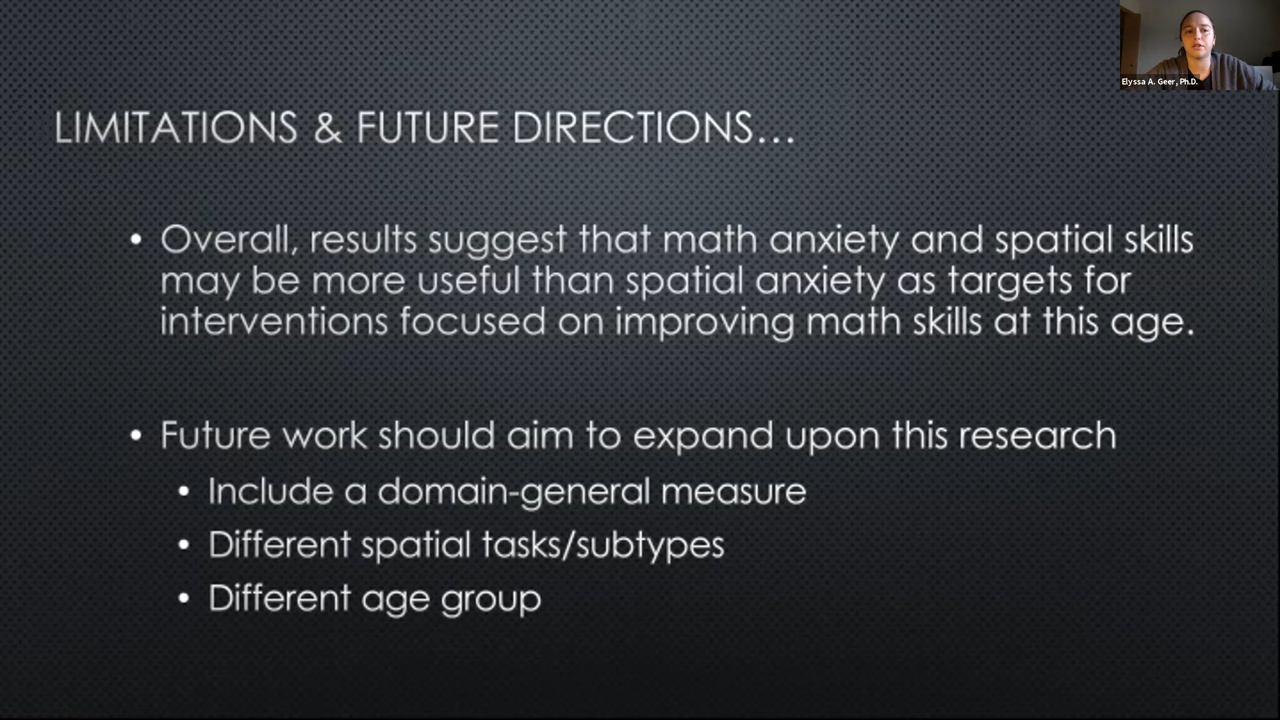 Elyssa A. Geer, Ph.D.
LIMITATIONS & FUTURE DIRECTIONS...
• Overall, results suggest that math anxiety and spatial skills
may be more useful than spatial anxiety as targets for
interventions focused on improving math skills at this age.
• Future work should aim to expand upon this research
• Include a domain-general measure
• Different spatial tasks/subtypes
• Different age group